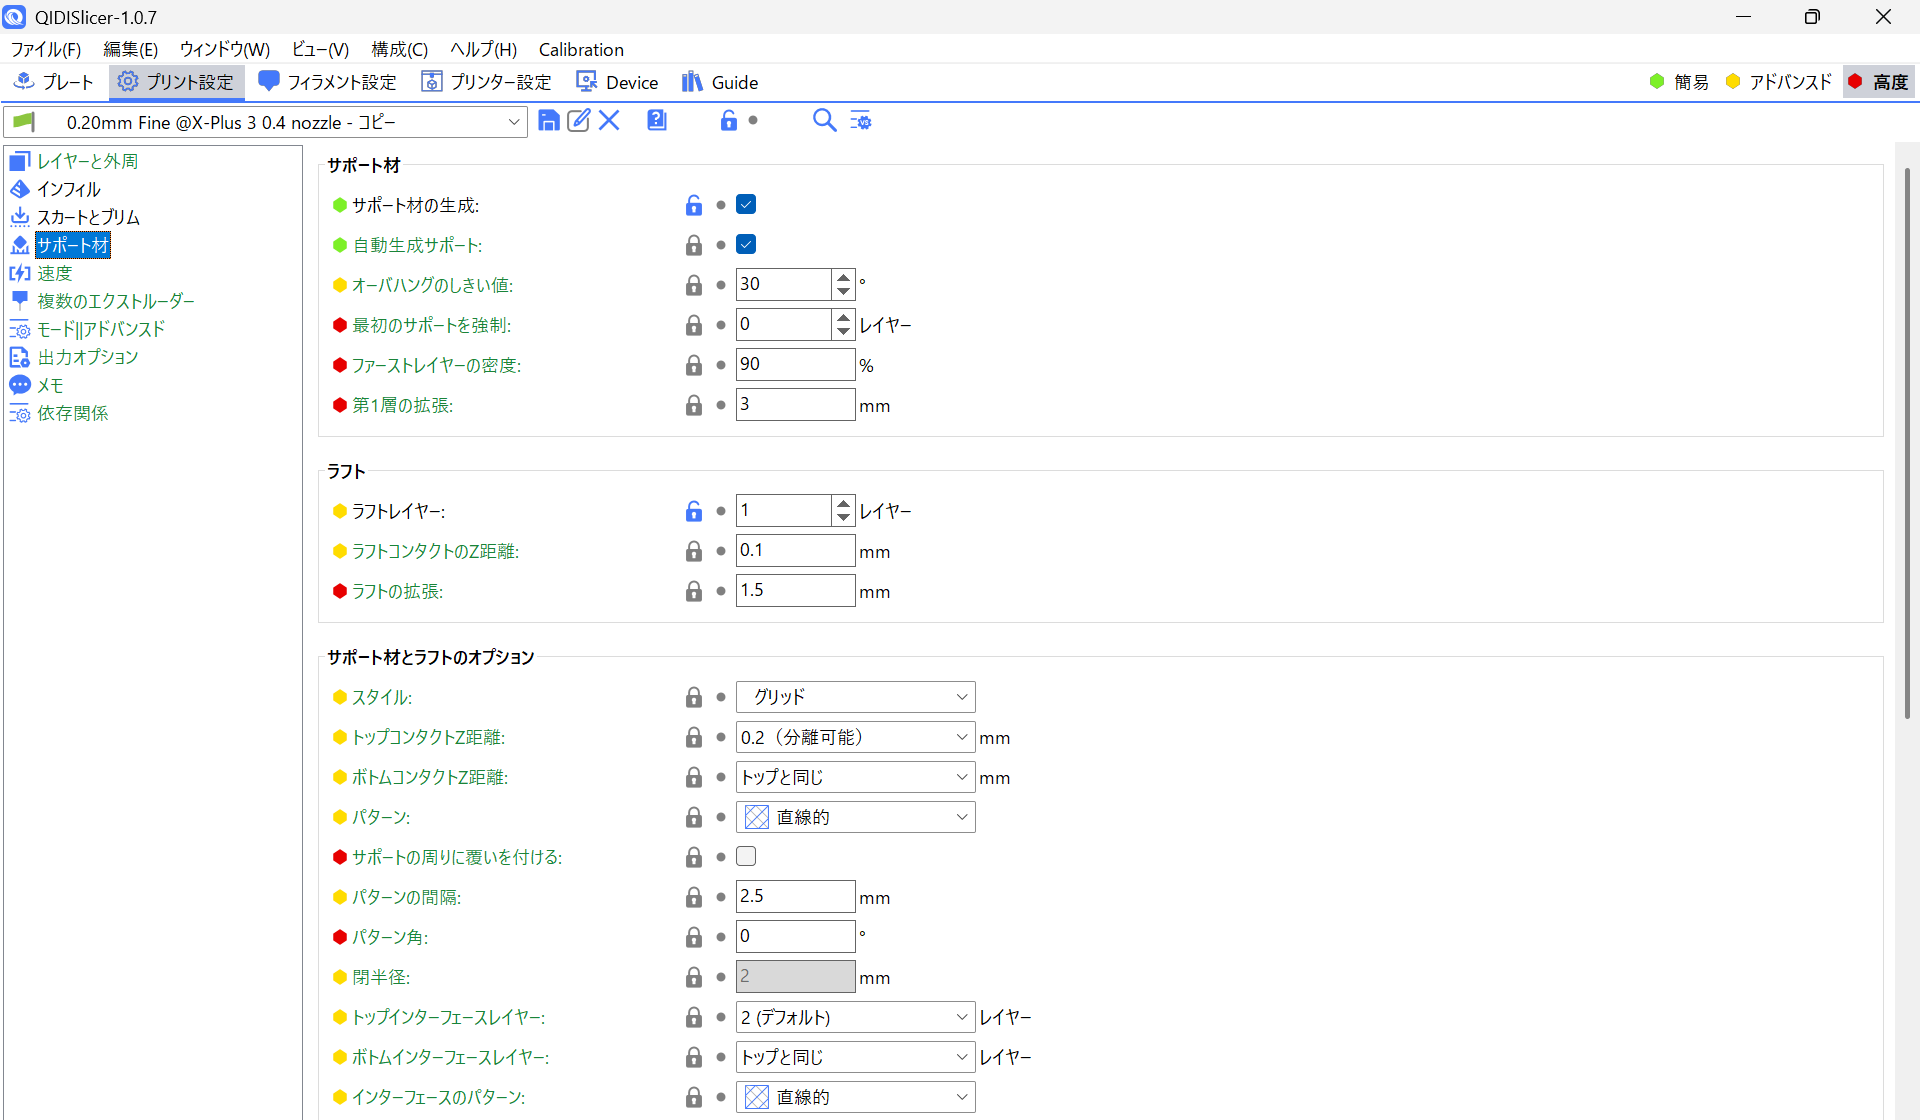 QIDISlicer-1.0.7
ファイル(F) 編集(E) ウィンドウ(W) ビュー(V) 構成(C) ヘルプ(H) Calibration
プレート プリント設定 フィラメント設定 プリンター設定 Device Guide 簡易 アドバンスド 高度
0.20mm Fine @X-Plus 3 0.4 nozzle - コピー
レイヤーと外周
インフィル
スカートとブリム
サポート材
速度
複数のエクストルーダー
モード||アドバンスド
出力オプション
メモ
依存関係
サポート材
サポート材の生成:
自動生成サポート:
オーバハングのしきい値: 30 °
最初のサポートを強制: 0 レイヤー
ファーストレイヤーの密度: 90 %
第1層の拡張: 3 mm
ラフト
ラフトレイヤー: 1 レイヤー
ラフトコンタクトのZ距離: 0.1 mm
ラフトの拡張: 1.5 mm
サポート材とラフトのオプション
スタイル: グリッド
トップコンタクトZ距離: 0.2（分離可能） mm
ボトムコンタクトZ距離: トップと同じ mm
パターン: 直線的
サポートの周りに覆いを付ける:
パターンの間隔: 2.5 mm
パターン角: 0 °
閉半径: 2 mm
トップインターフェースレイヤー: 2 (デフォルト) レイヤー
ボトムインターフェースレイヤー: トップと同じ レイヤー
インターフェースのパターン: 直線的